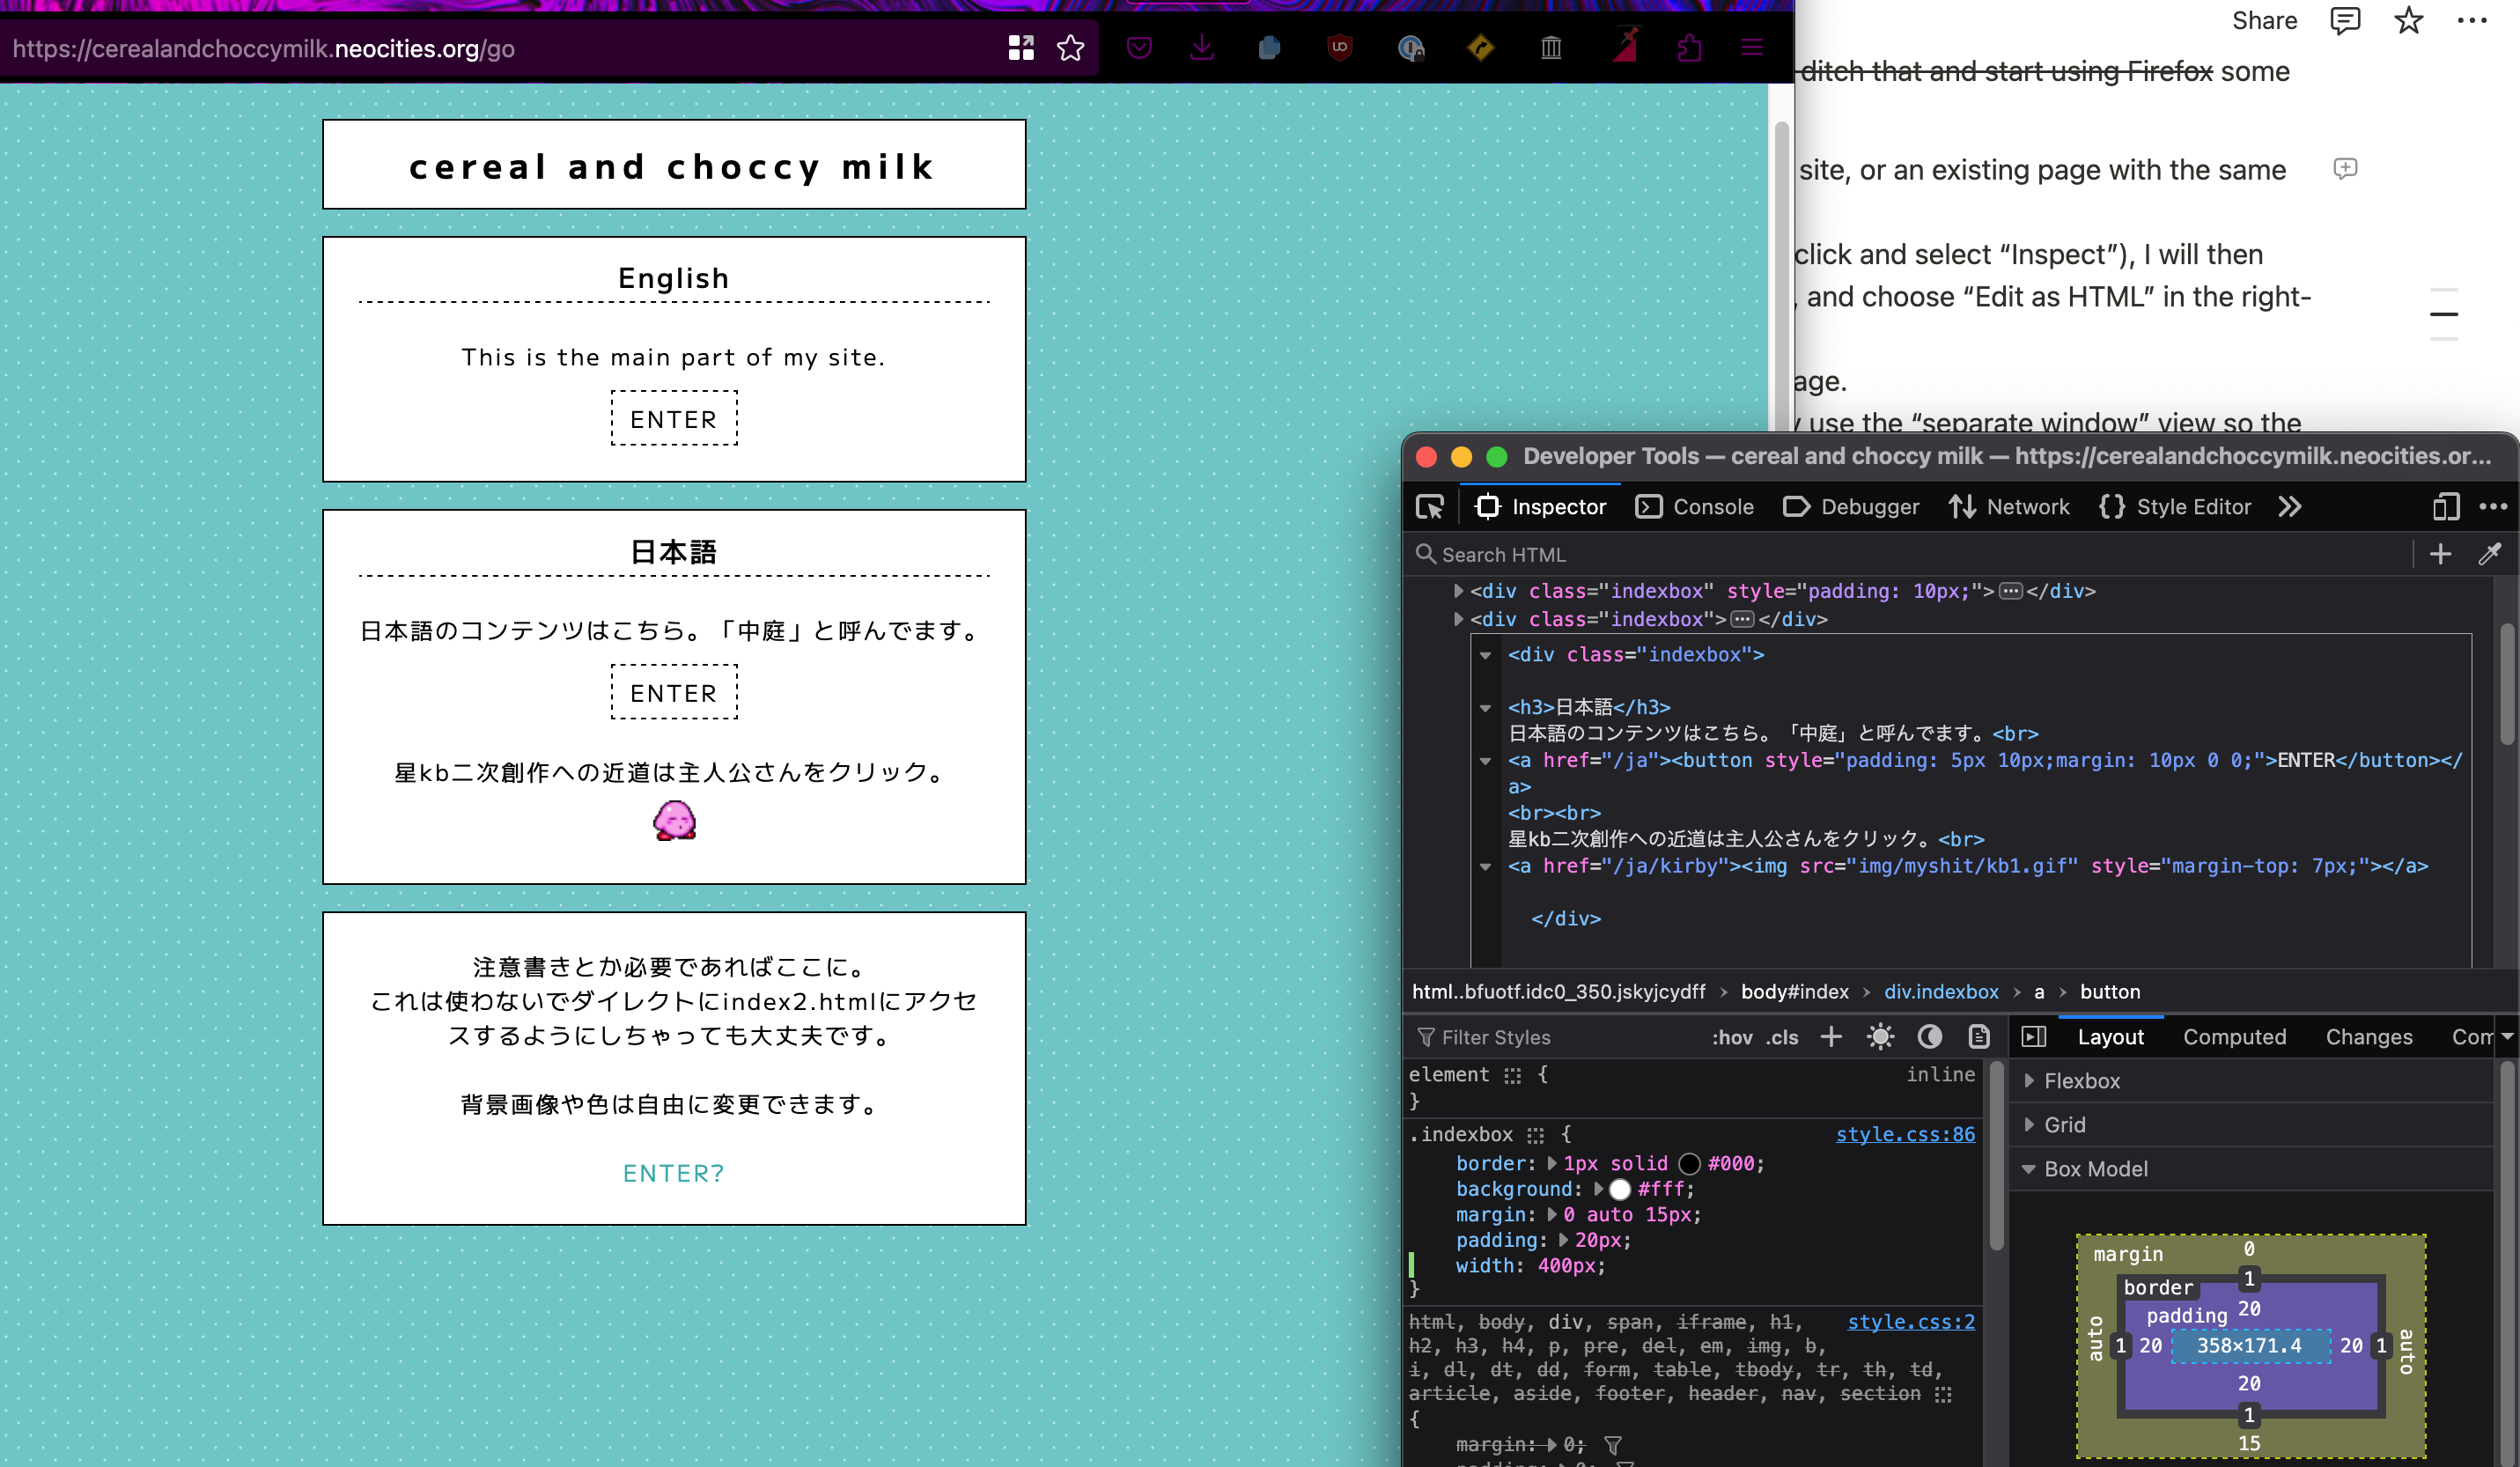 https://cerealandchoccymilk.neocities.org/go
cereal and choccy milk
English
This is the main part of my site.
ENTER
日本語
日本語のコンテンツはこちら。「中庭」と呼んでます。
ENTER
星kb二次創作への近道は主人公さんをクリック。
注意書きとか必要であればここに。
これは使わないでダイレクトにindex2.htmlにアクセ
スするようにしちゃっても大丈夫です。
背景画像や色は自由に変更できます。
ENTER?
Share
ditch that and start using Firefox some
site, or an existing page with the same
click and select “Inspect”), I will then
, and choose “Edit as HTML” in the right-
age.
use the “separate window” view so the
Developer Tools — cereal and choccy milk — https://cerealandchoccymilk.neocities.or...
Inspector Console Debugger Network Style Editor
Search HTML
<div class="indexbox" style="padding: 10px;">...</div>
<div class="indexbox">...</div>
<div class="indexbox">
<h3>日本語</h3>
日本語のコンテンツはこちら。「中庭」と呼んでます。<br>
<a href="/ja"><button style="padding: 5px 10px;margin: 10px 0 0;">ENTER</button></
a>
<br><br>
星kb二次創作への近道は主人公さんをクリック。<br>
<a href="/ja/kirby"><img src="img/myshit/kb1.gif" style="margin-top: 7px;"></a>
</div>
html..bfuotf.idc0_350.jskyjcydff › body#index › div.indexbox › a › button
Filter Styles :hov .cls
element { inline
}
.indexbox { style.css:86
border: 1px solid #000;
background: #fff;
margin: 0 auto 15px;
padding: 20px;
width: 400px;
}
html, body, div, span, iframe, h1, style.css:2
h2, h3, h4, p, pre, del, em, img, b,
i, dl, dt, dd, form, table, tbody, tr, th, td,
article, aside, footer, header, nav, section
{
margin: 0;
Layout Computed Changes Com
Flexbox
Grid
Box Model
margin 0
border 1
padding 20
auto 1 20 358×171.4 20 1 auto
20
1
15